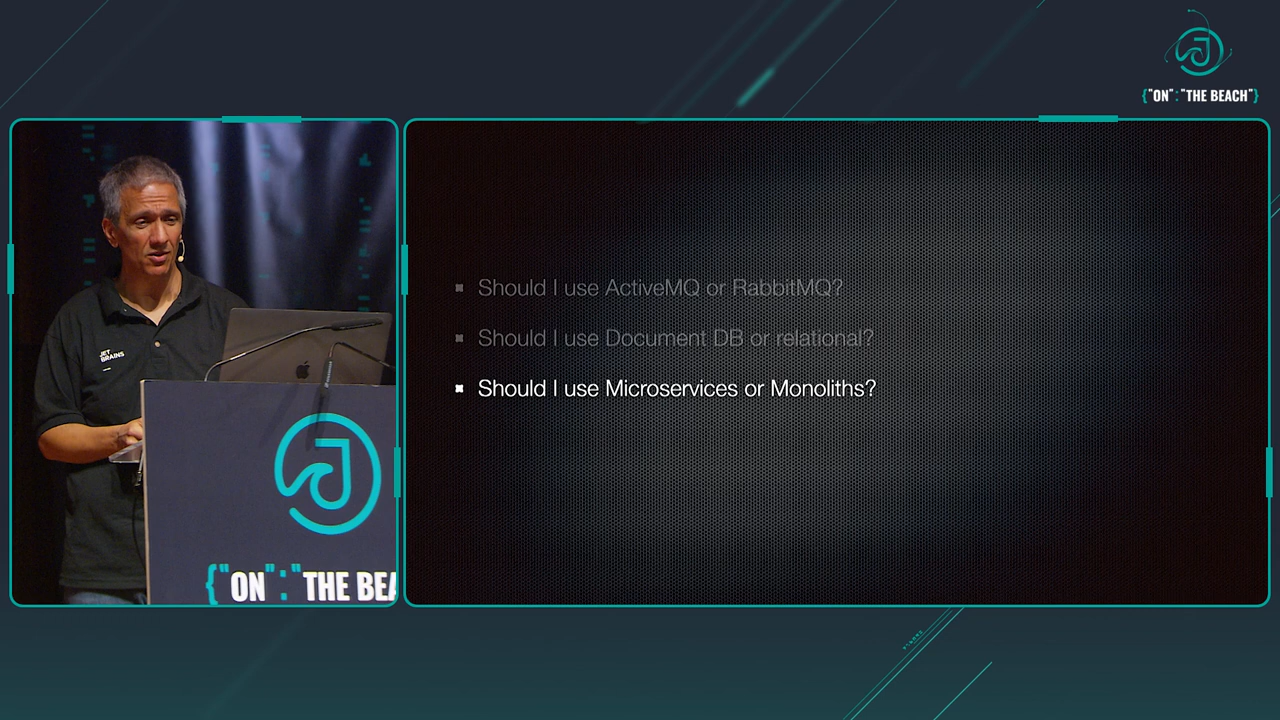 {"ON":"THE BEACH"}
JET
BRAINS
{"ON":"THE BEA
Should I use ActiveMQ or RabbitMQ?
Should I use Document DB or relational?
Should I use Microservices or Monoliths?